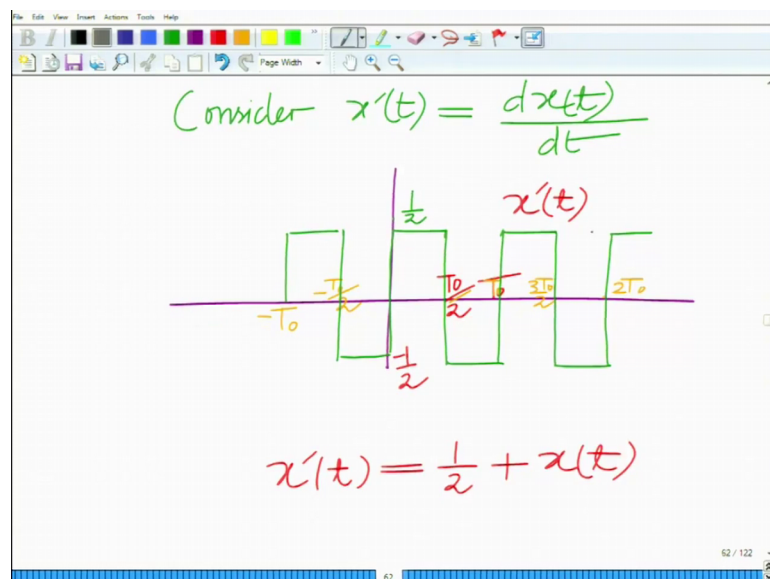 File Edit View Insert Actions Tools Help
B I
Page Width
Consider x'(t) = dx(t)/dt
1/2
x'(t)
-T₀ -T₀/2 T₀/2 T₀ 3T₀/2 2T₀
-1/2
x'(t) = 1/2 + x(t)
62 / 122
62